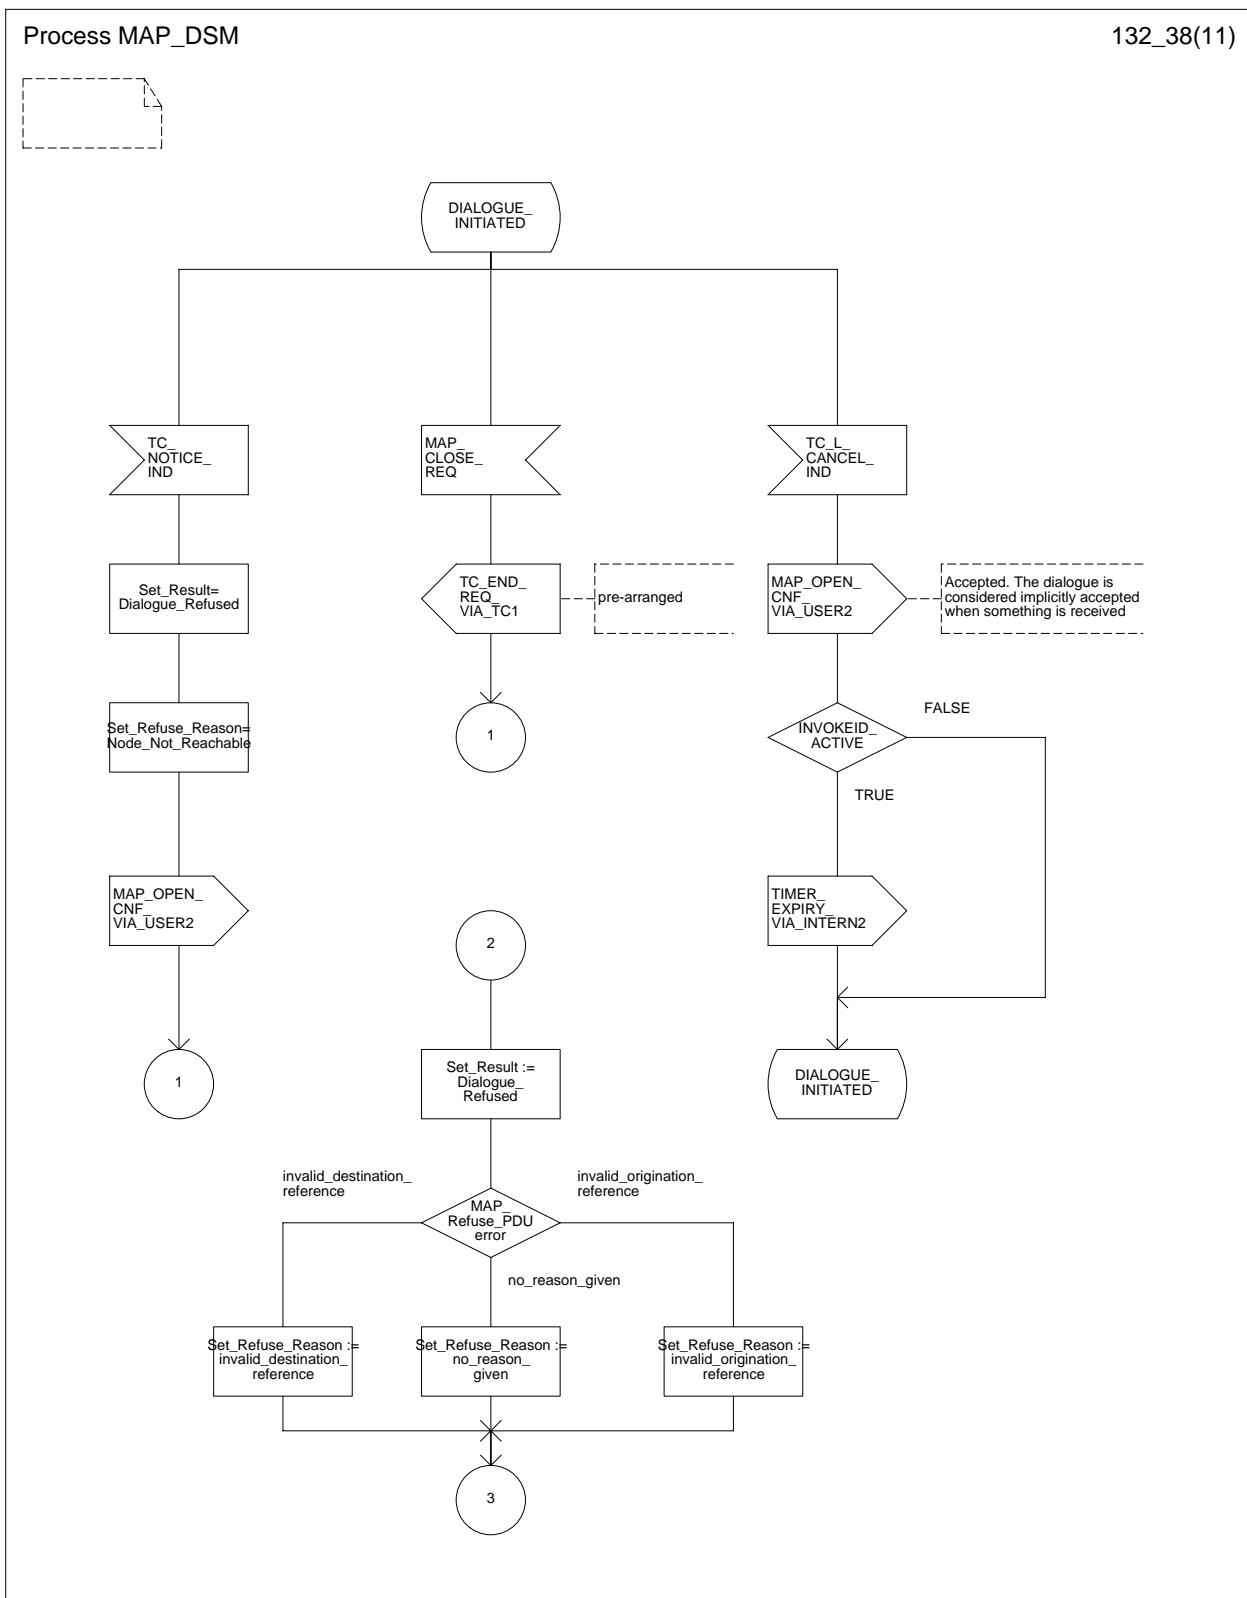 Process MAP_DSM
132_38(11)
DIALOGUE_
INITIATED
TC_
NOTICE_
IND
MAP_
CLOSE_
REQ
TC_L_
CANCEL_
IND
Set_Result=
Dialogue_Refused
TC_END_
REQ_
VIA_TC1
pre-arranged
MAP_OPEN_
CNF_
VIA_USER2
Accepted. The dialogue is
considered implicitly accepted
when something is received
Set_Refuse_Reason=
Node_Not_Reachable
1
INVOKEID_
ACTIVE
FALSE
TRUE
MAP_OPEN_
CNF_
VIA_USER2
TIMER_
EXPIRY_
VIA_INTERN2
2
1
Set_Result :=
Dialogue_
Refused
DIALOGUE_
INITIATED
invalid_destination_
reference
invalid_origination_
reference
MAP_
Refuse_PDU
error
no_reason_given
Set_Refuse_Reason :=
invalid_destination_
reference
Set_Refuse_Reason :=
no_reason_
given
Set_Refuse_Reason :=
invalid_origination_
reference
3